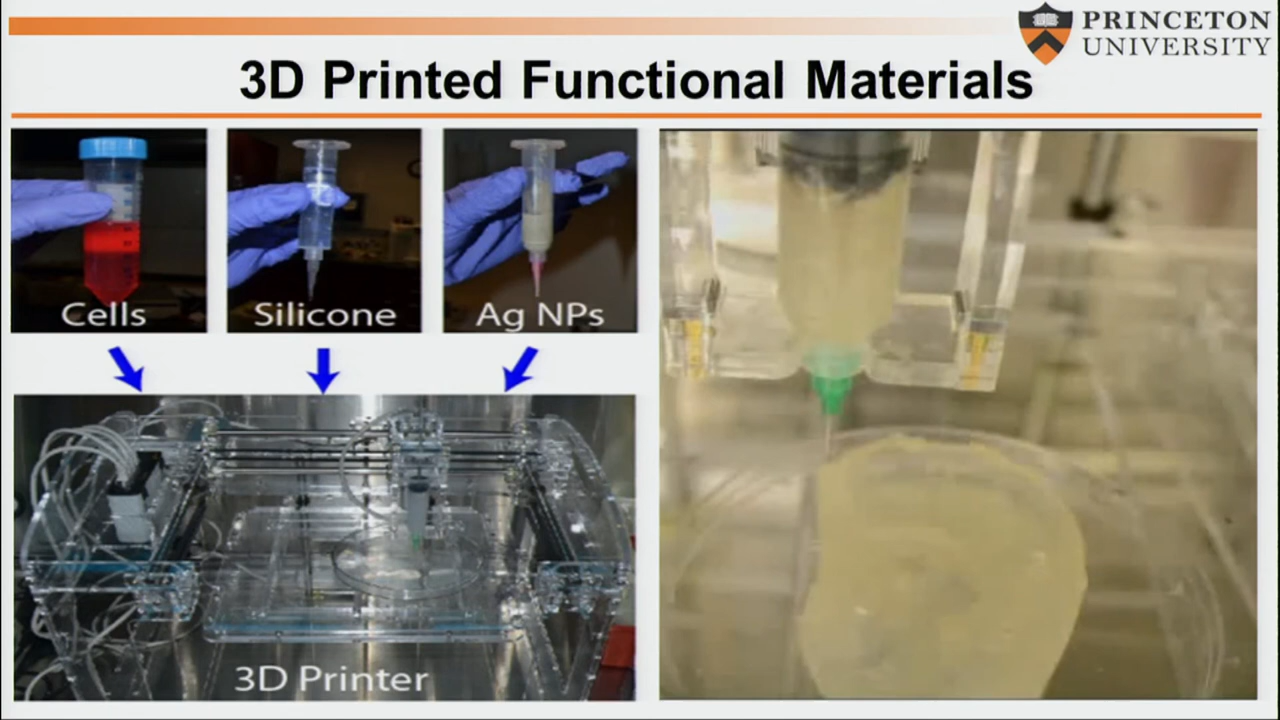 PRINCETON
UNIVERSITY
3D Printed Functional Materials
Cells
Silicone
Ag NPs
3D Printer